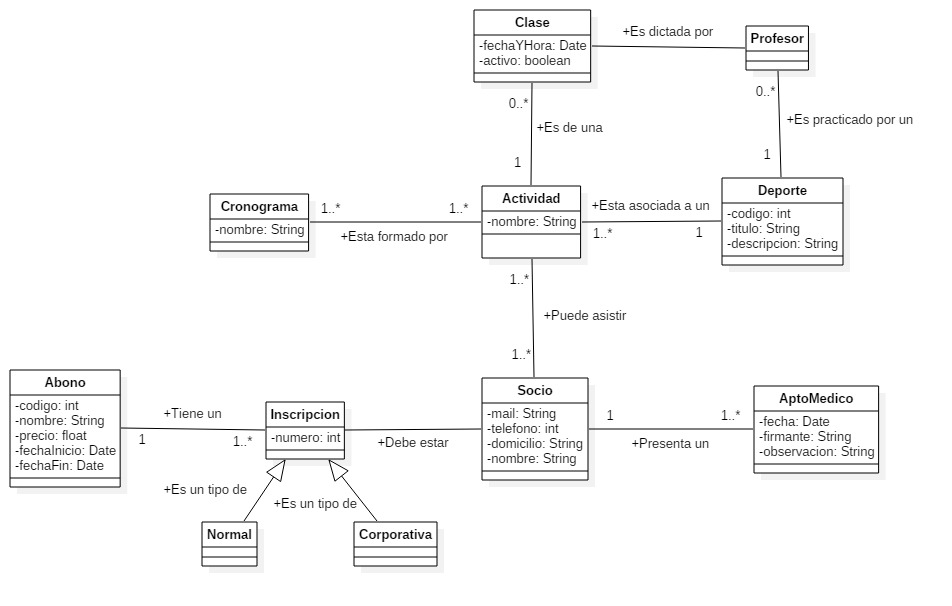 Clase
-fechaYHora: Date
-activo: boolean
+Es dictada por
Profesor
0..*
0..*
+Es de una
+Es practicado por un
1
1
Cronograma
-nombre: String
1..*
1..*
+Esta formado por
Actividad
-nombre: String
+Esta asociada a un
1..*
1
Deporte
-codigo: int
-titulo: String
-descripcion: String
1..*
+Puede asistir
1..*
Abono
-codigo: int
-nombre: String
-precio: float
-fechaInicio: Date
-fechaFin: Date
+Tiene un
1
1..*
Inscripcion
-numero: int
+Debe estar
Socio
-mail: String
-telefono: int
-domicilio: String
-nombre: String
1
1..*
+Presenta un
AptoMedico
-fecha: Date
-firmante: String
-observacion: String
+Es un tipo de
+Es un tipo de
Normal
Corporativa